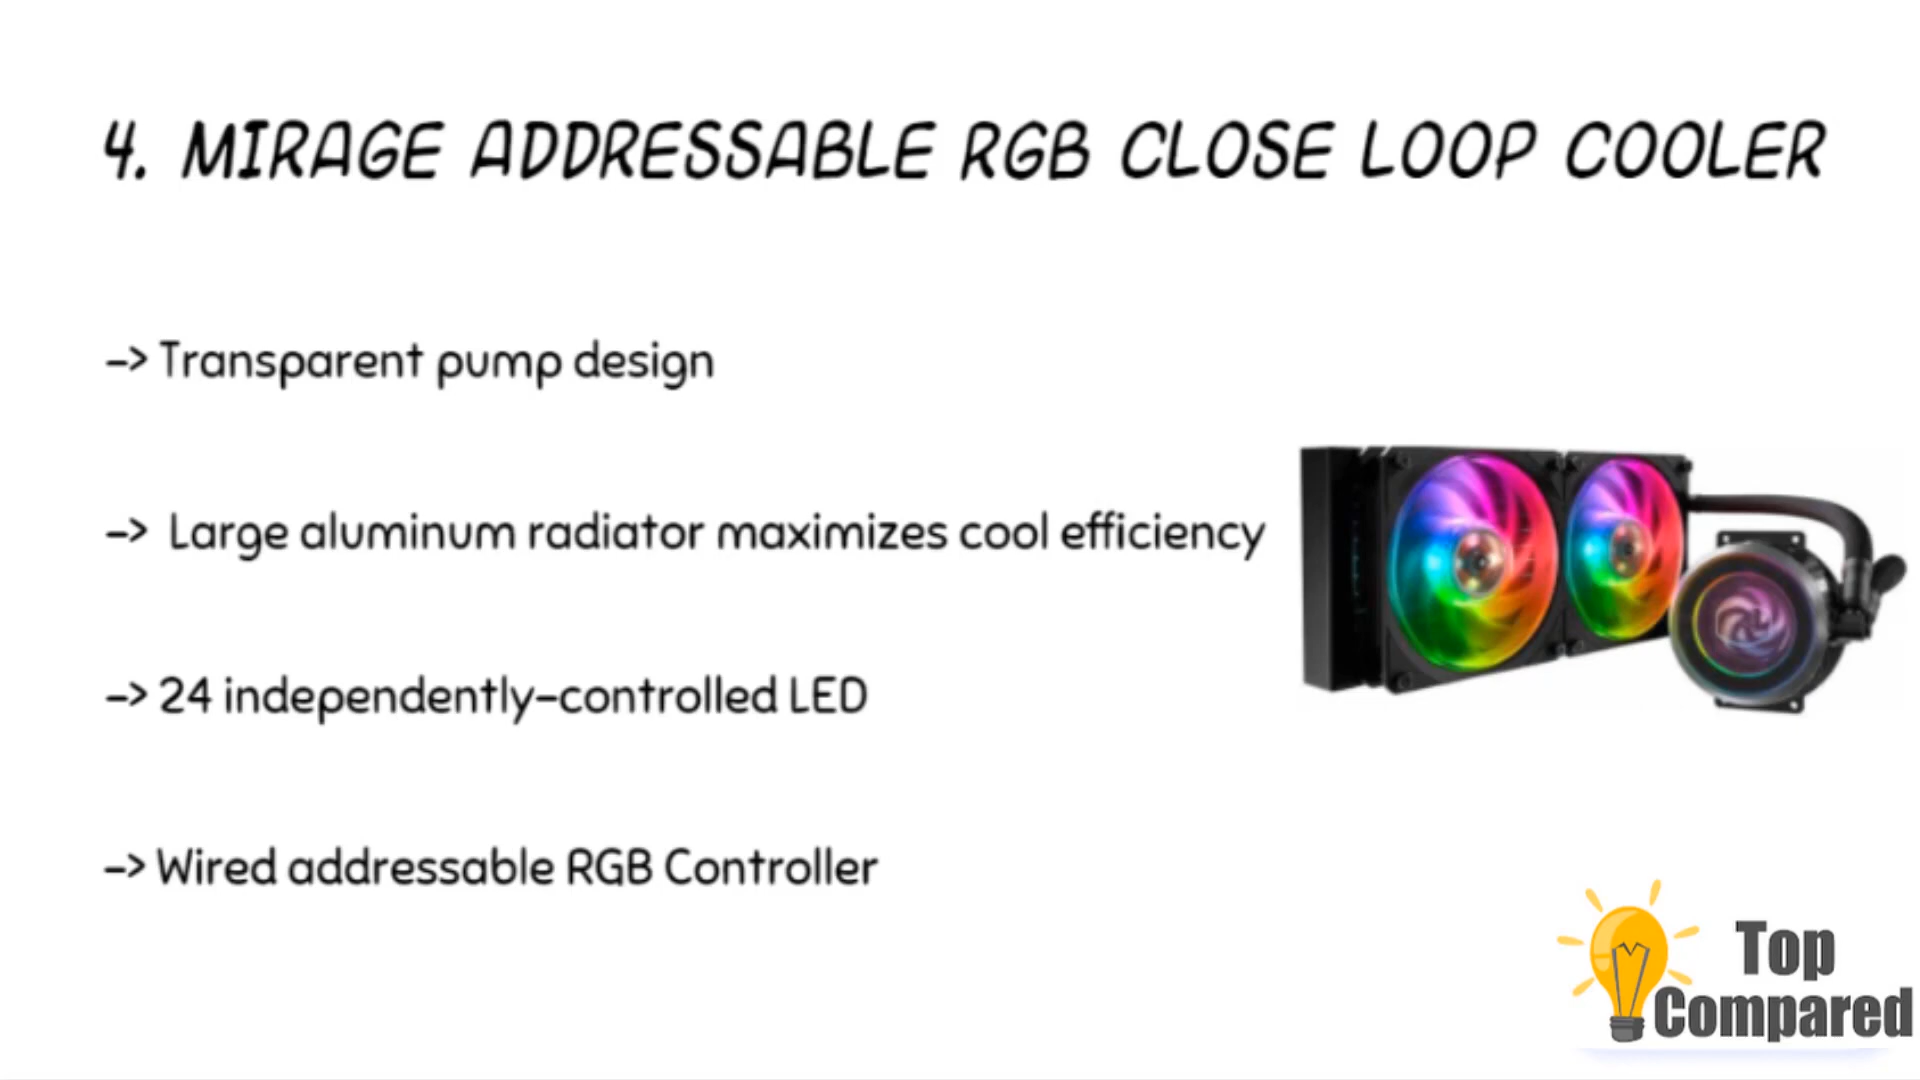 4. MIRAGE ADDRESSABLE RGB CLOSE LOOP COOLER
-> Transparent pump design
-> Large aluminum radiator maximizes cool efficiency
-> 24 independently-controlled LED
-> Wired addressable RGB Controller
Top
Compared